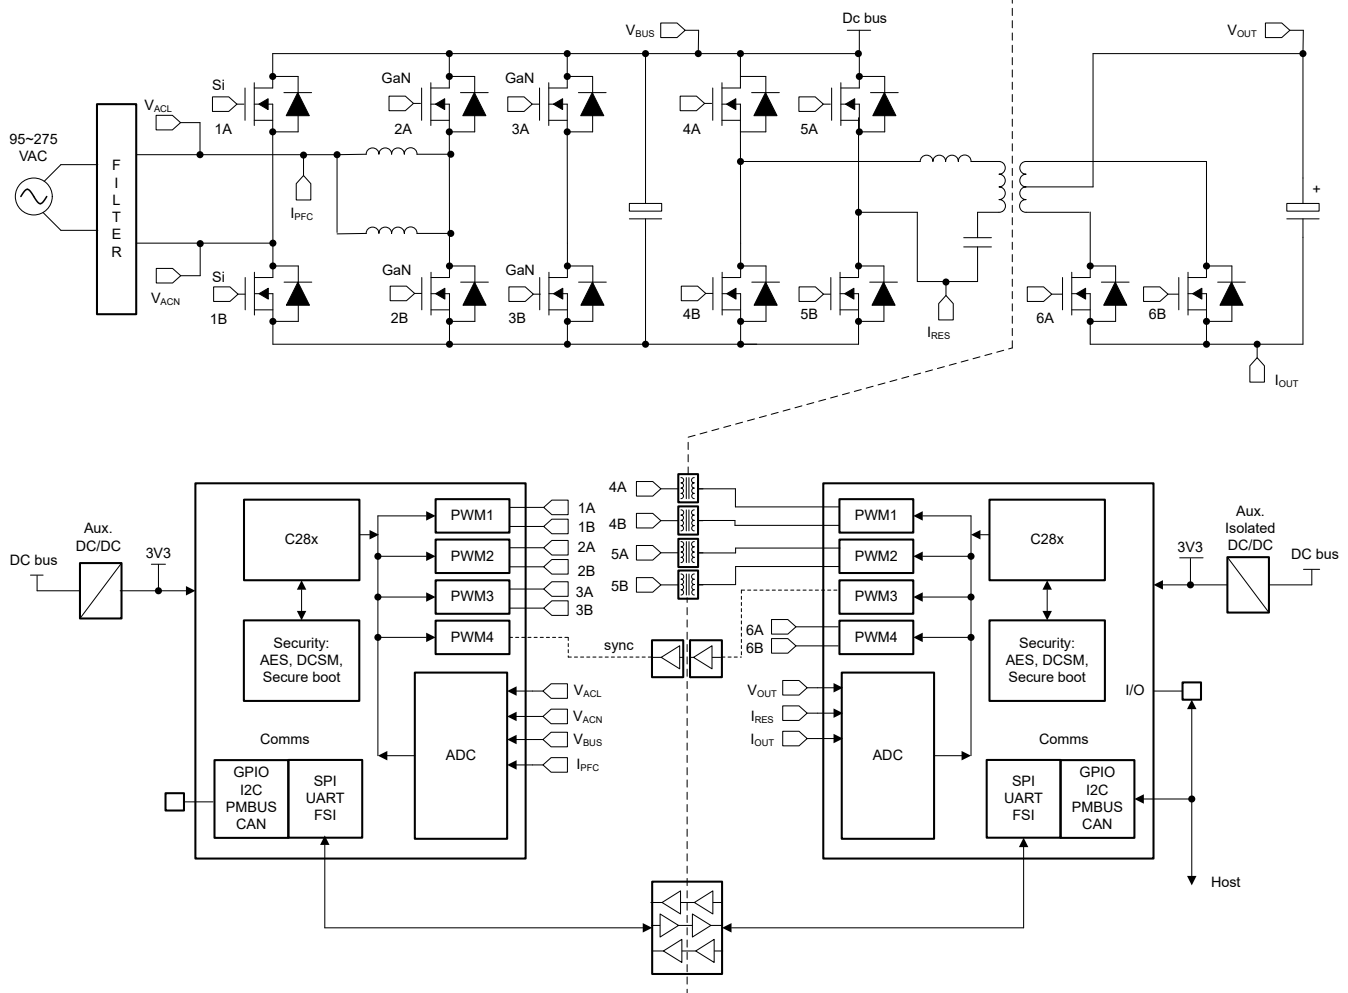 Dc bus
VBUS
VOUT
Si
GaN
GaN
1A
2A
3A
4A
5A
VACL
95~275
VAC
FILTER
IPFC
VACN
+
Si
GaN
GaN
1B
2B
3B
4B
5B
6A
6B
IRES
IOUT
4A
4B
5A
5B
Aux.
DC/DC
DC bus
3V3
C28x
Security:
AES, DCSM,
Secure boot
PWM1
PWM2
PWM3
PWM4
1A
1B
2A
2B
3A
3B
sync
ADC
VACL
VACN
VBUS
IPFC
Comms
GPIO
I2C
PMBUS
CAN
SPI
UART
FSI
PWM1
PWM2
PWM3
PWM4
6A
6B
VOUT
IRES
IOUT
ADC
C28x
Security:
AES, DCSM,
Secure boot
Comms
SPI
UART
FSI
GPIO
I2C
PMBUS
CAN
I/O
3V3
Aux.
Isolated
DC/DC
DC bus
Host